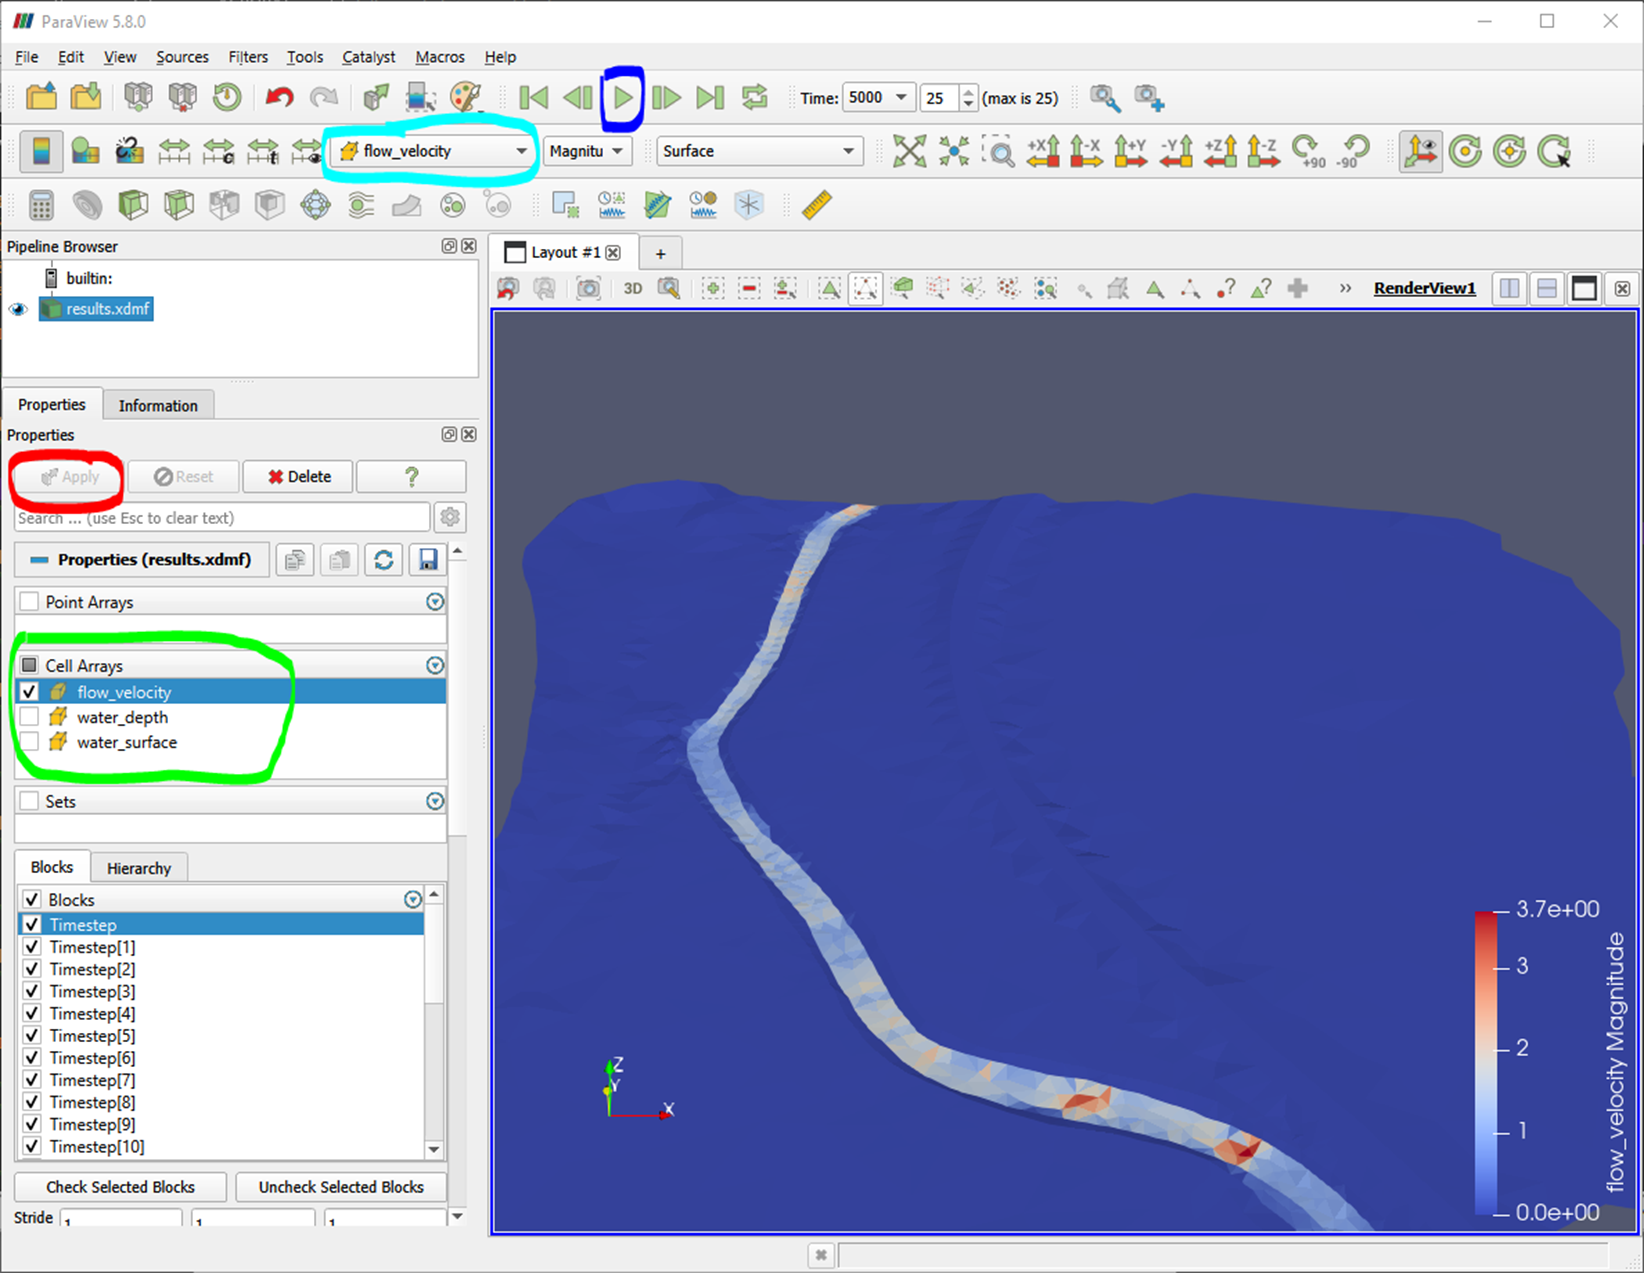 ParaView 5.8.0
File Edit View Sources Filters Tools Catalyst Macros Help
Time: 5000 25 (max is 25)
flow_velocity Magnitu Surface +X -X +Y -Y +Z -Z +90 -90
Pipeline Browser
builtin:
results.xdmf
Layout #1 +
3D ? ? » RenderView1
Properties Information
Properties
Apply Reset Delete ?
Search ... (use Esc to clear text)
Properties (results.xdmf)
Point Arrays
Cell Arrays
flow_velocity
water_depth
water_surface
Sets
Blocks Hierarchy
Blocks
Timestep
Timestep[1]
Timestep[2]
Timestep[3]
Timestep[4]
Timestep[5]
Timestep[6]
Timestep[7]
Timestep[8]
Timestep[9]
Timestep[10]
Check Selected Blocks Uncheck Selected Blocks
Stride 1 1 1
Z
Y
X
3.7e+00
3
2
1
0.0e+00
flow_velocity Magnitude